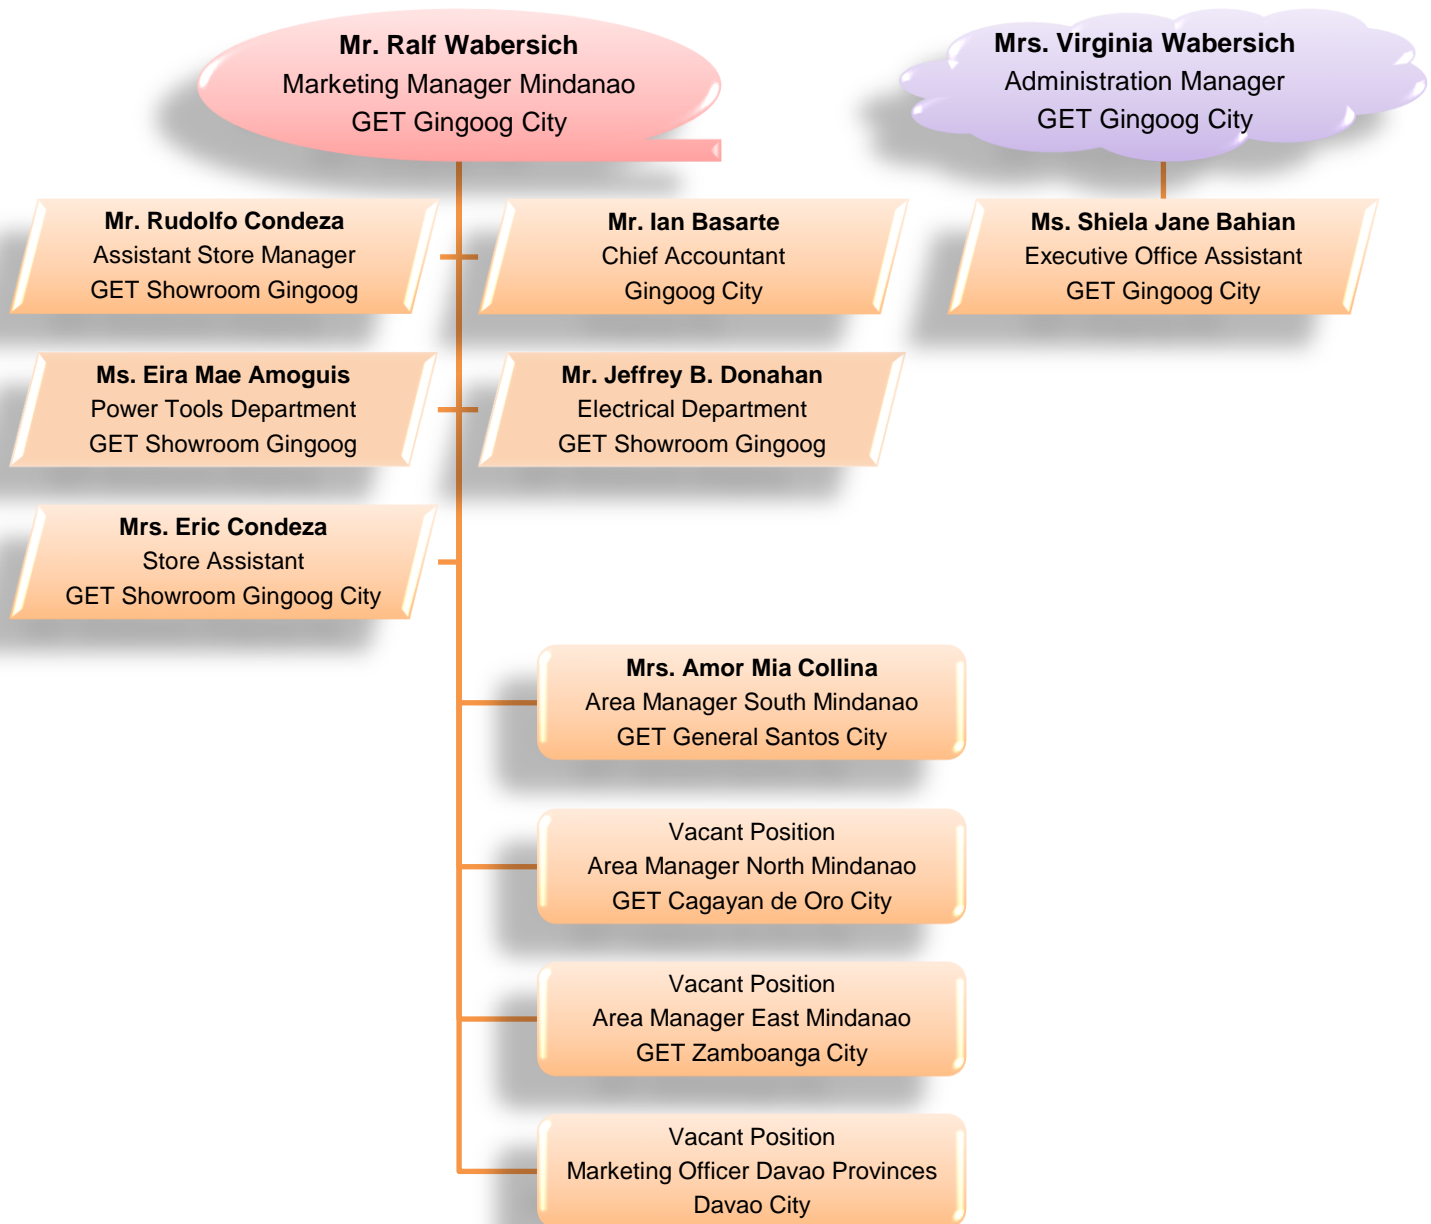 Mr. Ralf Wabersich
Marketing Manager Mindanao
GET Gingoog City
Mrs. Virginia Wabersich
Administration Manager
GET Gingoog City
Mr. Rudolfo Condeza
Assistant Store Manager
GET Showroom Gingoog
Mr. Ian Basarte
Chief Accountant
Gingoog City
Ms. Shiela Jane Bahian
Executive Office Assistant
GET Gingoog City
Ms. Eira Mae Amoguis
Power Tools Department
GET Showroom Gingoog
Mr. Jeffrey B. Donahan
Electrical Department
GET Showroom Gingoog
Mrs. Eric Condeza
Store Assistant
GET Showroom Gingoog City
Mrs. Amor Mia Collina
Area Manager South Mindanao
GET General Santos City
Vacant Position
Area Manager North Mindanao
GET Cagayan de Oro City
Vacant Position
Area Manager East Mindanao
GET Zamboanga City
Vacant Position
Marketing Officer Davao Provinces
Davao City